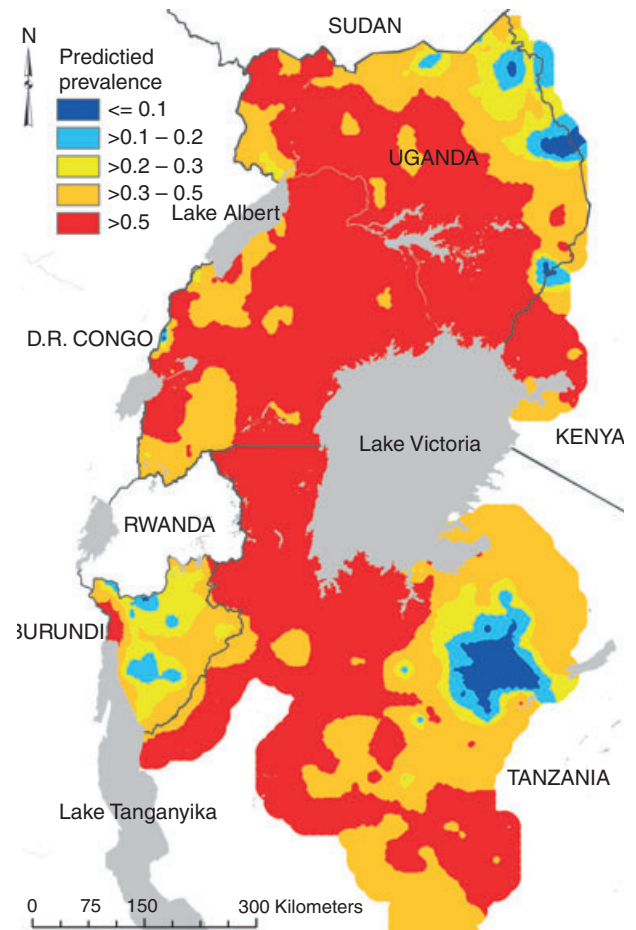 SUDAN
N
Predictied
prevalence
<= 0.1
>0.1 – 0.2
>0.2 – 0.3
>0.3 – 0.5
>0.5
UGANDA
Lake Albert
D.R. CONGO
Lake Victoria
KENYA
RWANDA
BURUNDI
TANZANIA
Lake Tanganyika
0 75 150 300 Kilometers